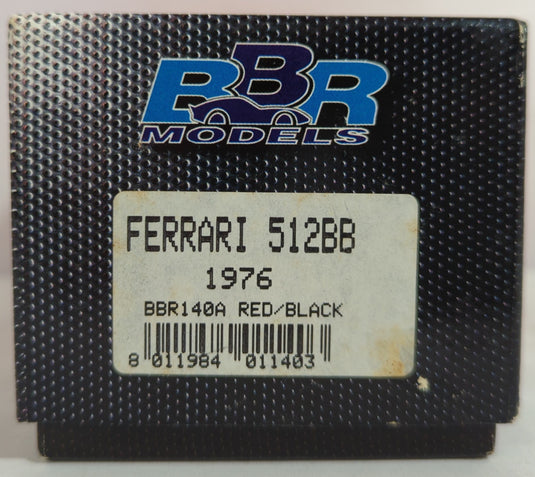 BBR
MODELS
FERRARI 512BB
1976
BBR140A RED/BLACK
8 011984 011403